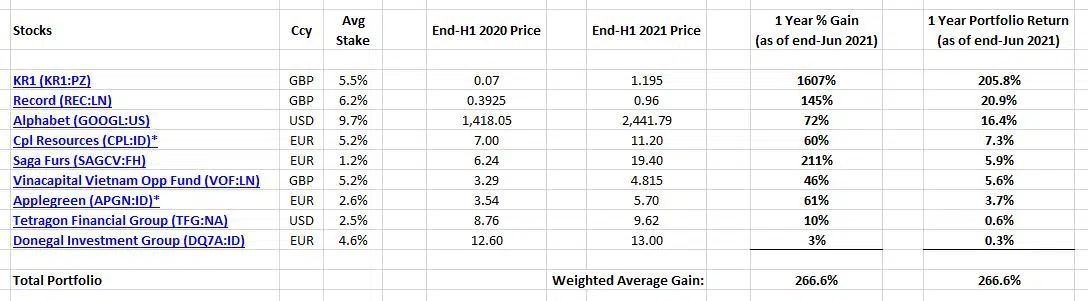 Stocks Ccy Avg Stake End-H1 2020 Price End-H1 2021 Price 1 Year % Gain (as of end-Jun 2021) 1 Year Portfolio Return (as of end-Jun 2021)
KR1 (KR1:PZ) GBP 5.5% 0.07 1.195 1607% 205.8%
Record (REC:LN) GBP 6.2% 0.3925 0.96 145% 20.9%
Alphabet (GOOGL:US) USD 9.7% 1,418.05 2,441.79 72% 16.4%
Cpl Resources (CPL:ID)* EUR 5.2% 7.00 11.20 60% 7.3%
Saga Furs (SAGCV:FH) EUR 1.2% 6.24 19.40 211% 5.9%
Vinacapital Vietnam Opp Fund (VOF:LN) GBP 5.2% 3.29 4.815 46% 5.6%
Applegreen (APGN:ID)* EUR 2.6% 3.54 5.70 61% 3.7%
Tetragon Financial Group (TFG:NA) USD 2.5% 8.76 9.62 10% 0.6%
Donegal Investment Group (DQ7A:ID) EUR 4.6% 12.60 13.00 3% 0.3%
Total Portfolio Weighted Average Gain: 266.6% 266.6%